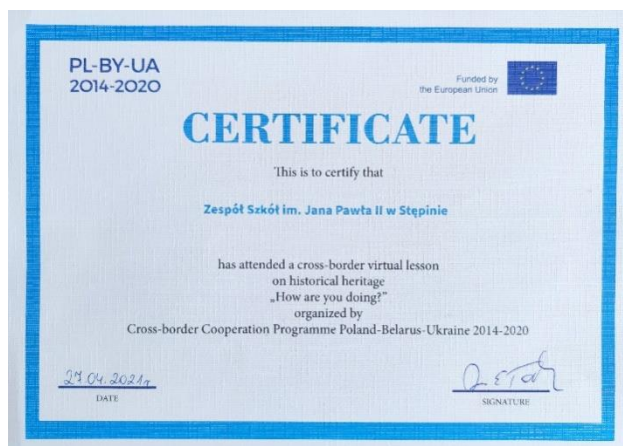 PL-BY-UA
2014-2020
Funded by
the European Union
CERTIFICATE
This is to certify that
Zespół Szkół im. Jana Pawła II w Stępinie
has attended a cross-border virtual lesson
on historical heritage
„How are you doing?"
organized by
Cross-border Cooperation Programme Poland-Belarus-Ukraine 2014-2020
27.04.2021r
DATE
SIGNATURE